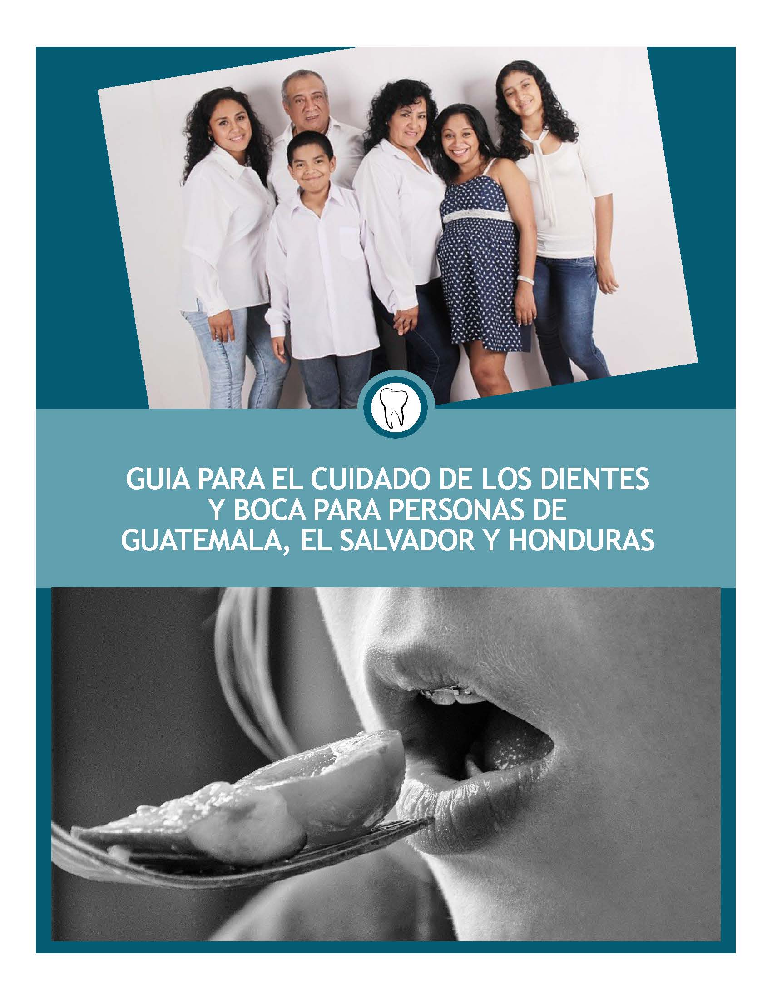 GUIA PARA EL CUIDADO DE LOS DIENTES
Y BOCA PARA PERSONAS DE
GUATEMALA, EL SALVADOR Y HONDURAS